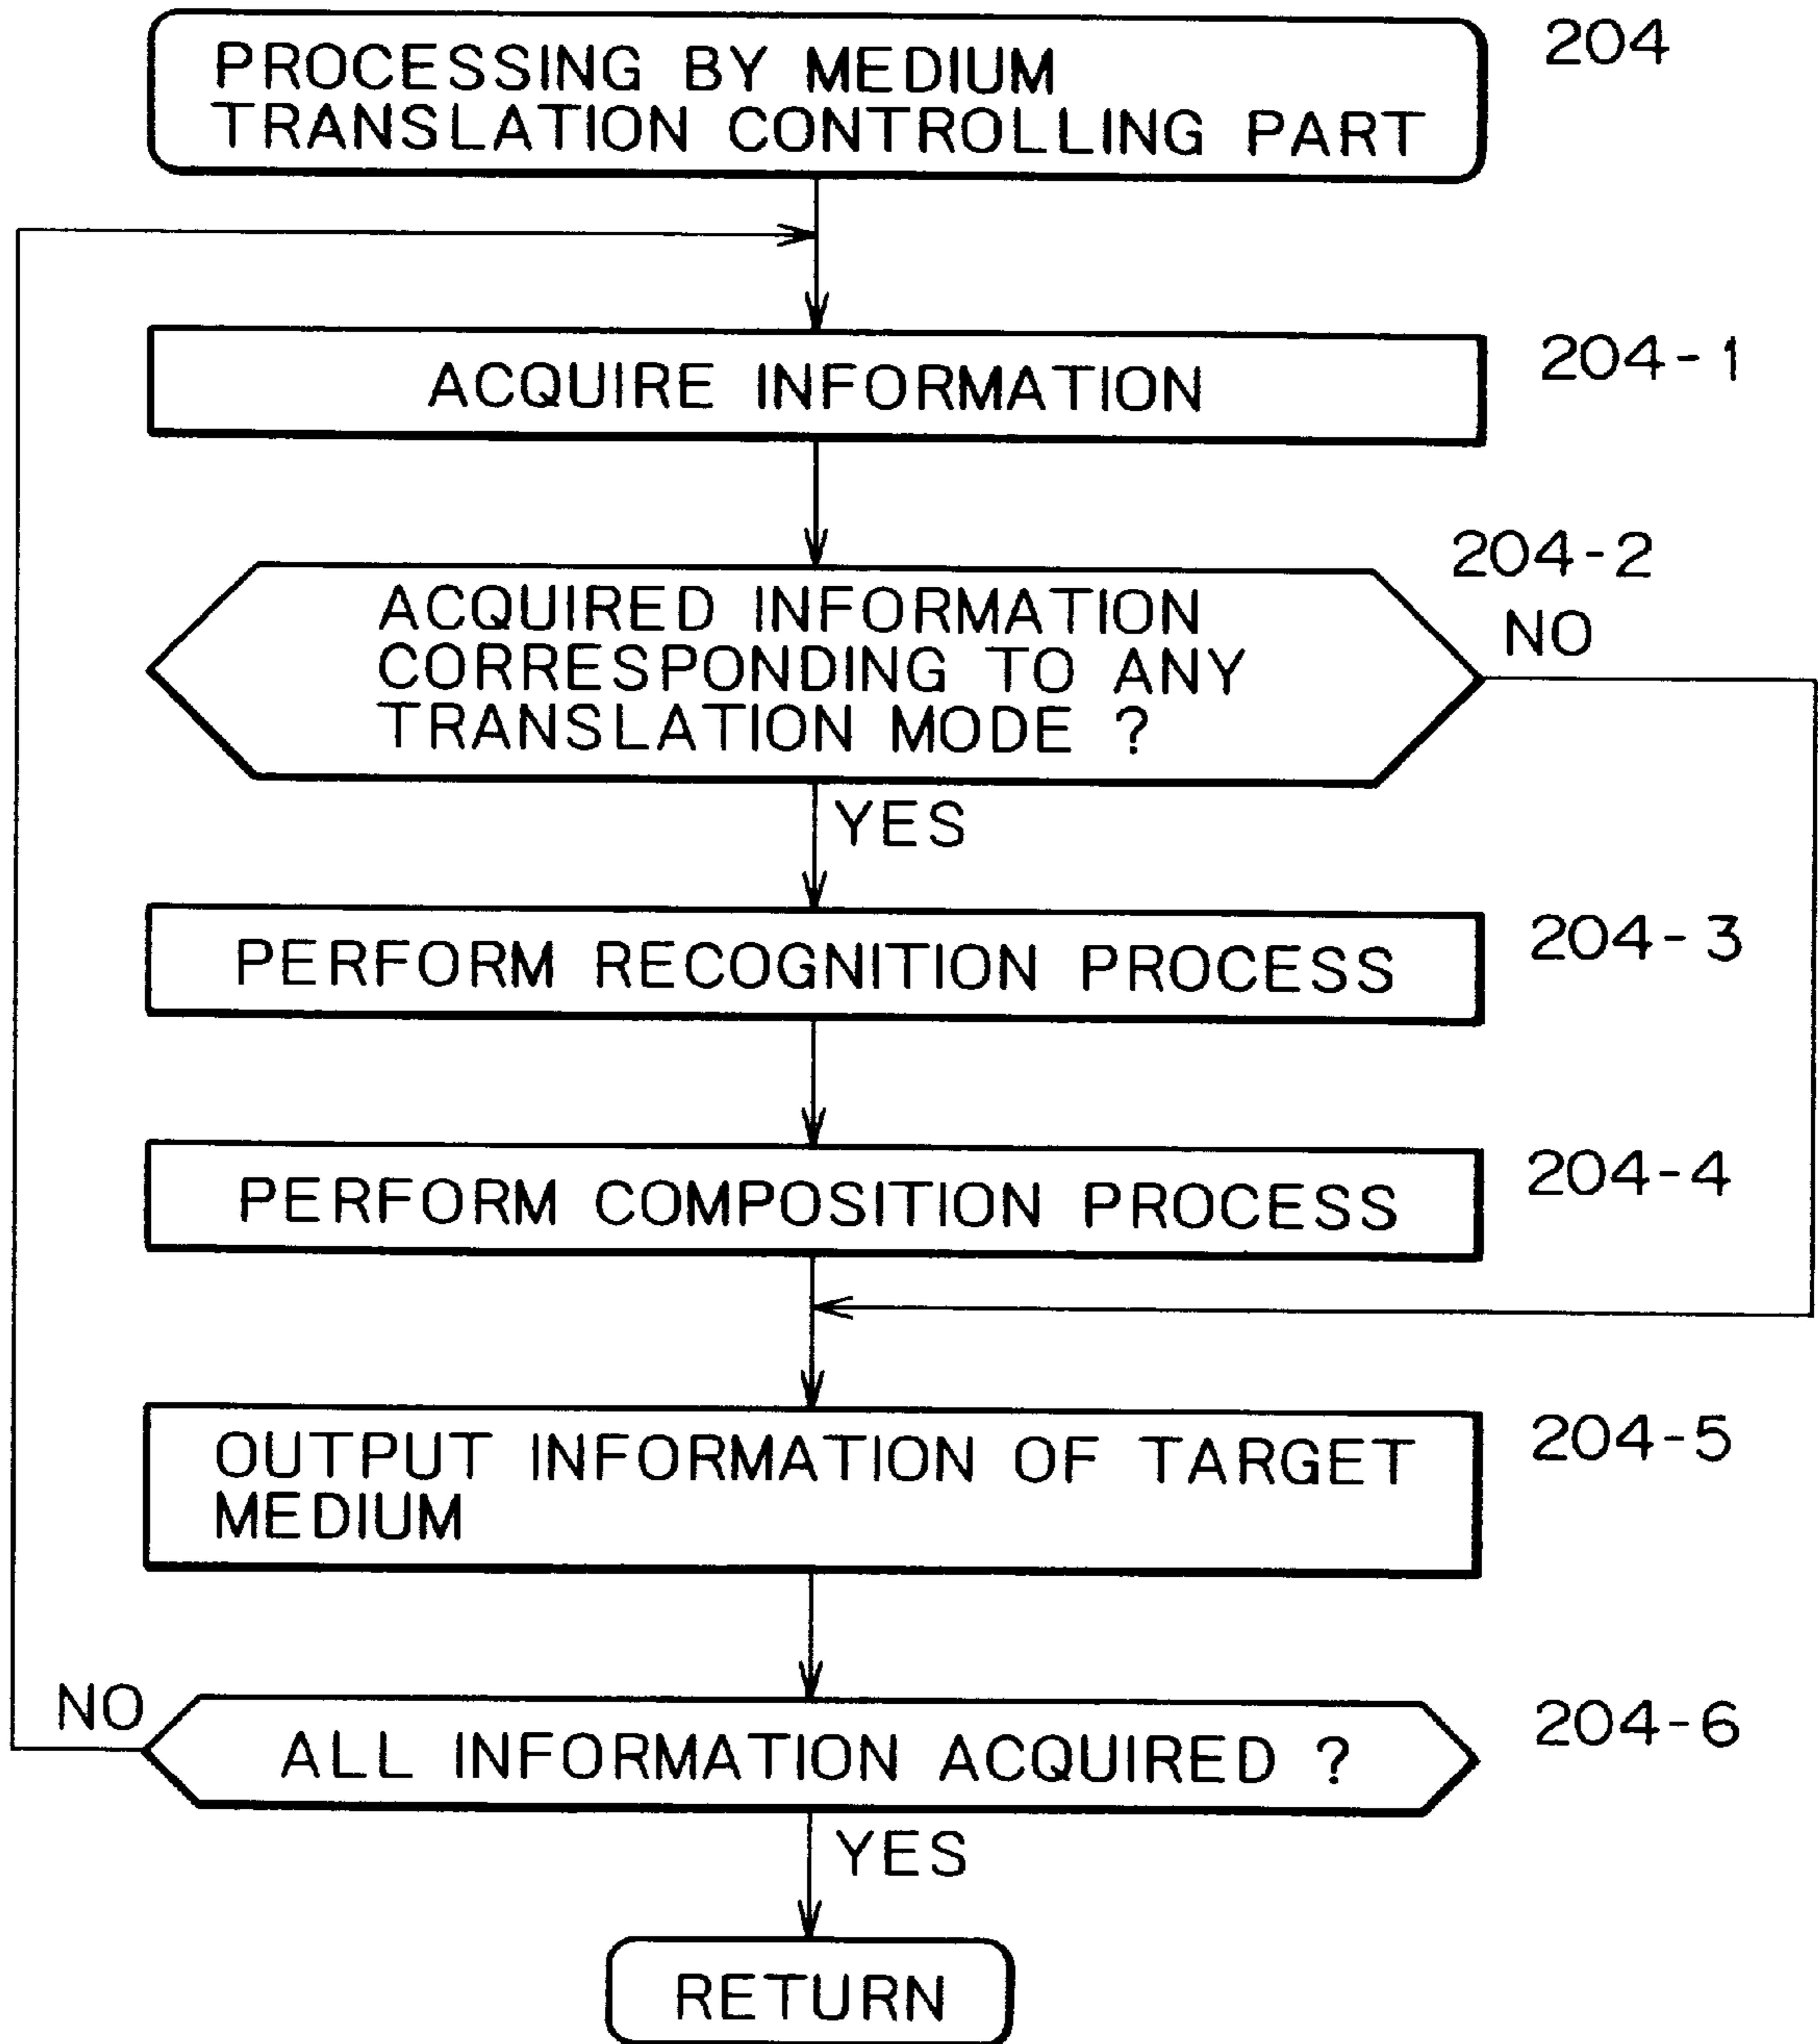 PROCESSING BY MEDIUM
TRANSLATION CONTROLLING PART
204
ACQUIRE INFORMATION
204-1
204-2
ACQUIRED INFORMATION
CORRESPONDING TO ANY
TRANSLATION MODE ?
NO
YES
PERFORM RECOGNITION PROCESS
204-3
PERFORM COMPOSITION PROCESS
204-4
OUTPUT INFORMATION OF TARGET
MEDIUM
204-5
NO
ALL INFORMATION ACQUIRED ?
204-6
YES
RETURN